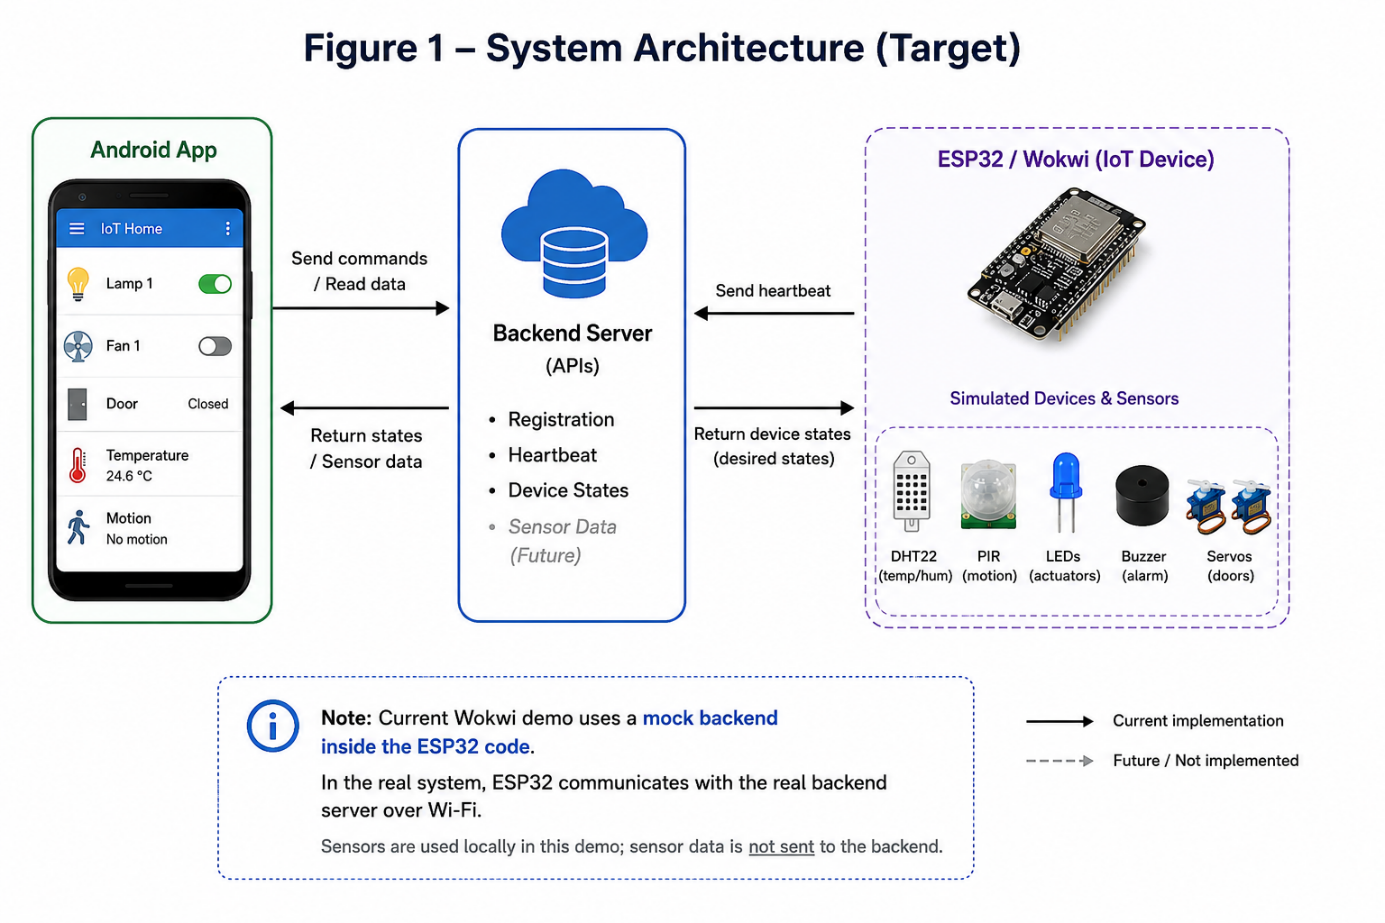 Figure 1 – System Architecture (Target)
Android App
IoT Home
Lamp 1
Fan 1
Door Closed
Temperature
24.6 °C
Motion
No motion
Send commands
/ Read data
Return states
/ Sensor data
Backend Server
(APIs)
• Registration
• Heartbeat
• Device States
• Sensor Data
(Future)
Send heartbeat
Return device states
(desired states)
ESP32 / Wokwi (IoT Device)
Simulated Devices & Sensors
DHT22
(temp/hum)
PIR
(motion)
LEDs
(actuators)
Buzzer
(alarm)
Servos
(doors)
Note: Current Wokwi demo uses a mock backend
inside the ESP32 code.
In the real system, ESP32 communicates with the real backend
server over Wi-Fi.
Sensors are used locally in this demo; sensor data is not sent to the backend.
Current implementation
Future / Not implemented